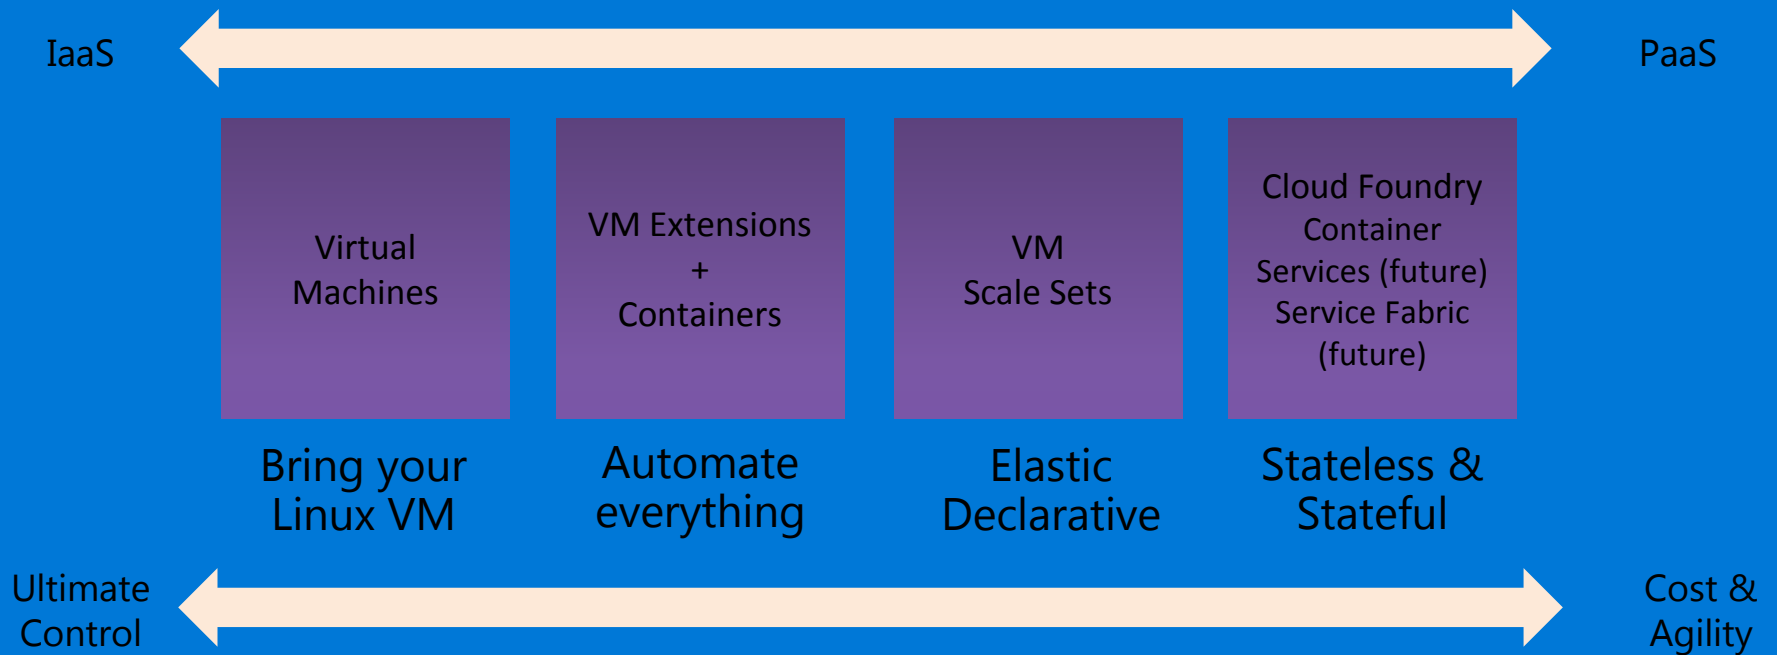 IaaS
PaaS
Virtual
Machines
VM Extensions
+
Containers
VM
Scale Sets
Cloud Foundry
Container
Services (future)
Service Fabric
(future)
Bring your
Linux VM
Automate
everything
Elastic
Declarative
Stateless &
Stateful
Ultimate
Control
Cost &
Agility